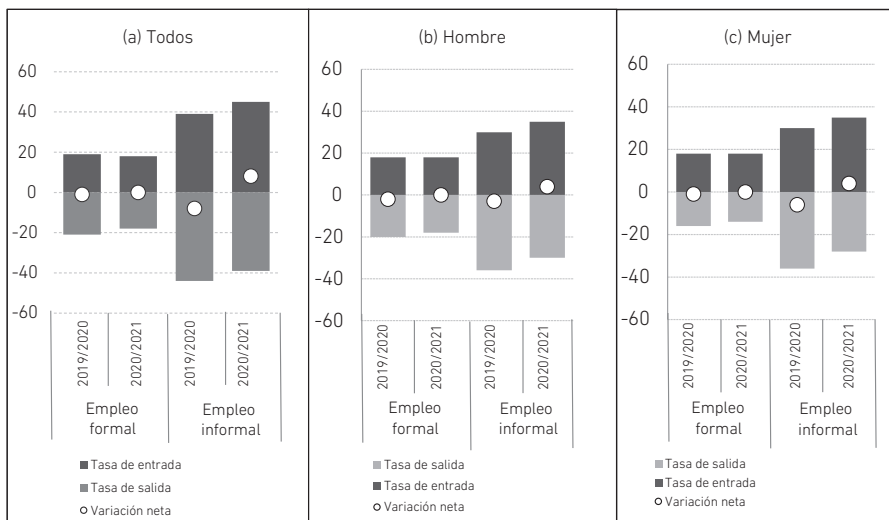 (a) Todos
60
40
20
0
-20
-40
-60
2019/2020
2020/2021
2019/2020
2020/2021
Empleo
formal
Empleo
informal
Tasa de entrada
Tasa de salida
Variación neta
(b) Hombre
60
40
20
0
-20
-40
-60
2019/2020
2020/2021
2019/2020
2020/2021
Empleo
formal
Empleo
informal
Tasa de salida
Tasa de entrada
Variación neta
(c) Mujer
60
40
20
0
-20
-40
-60
2019/2020
2020/2021
2019/2020
2020/2021
Empleo
formal
Empleo
informal
Tasa de salida
Tasa de entrada
Variación neta